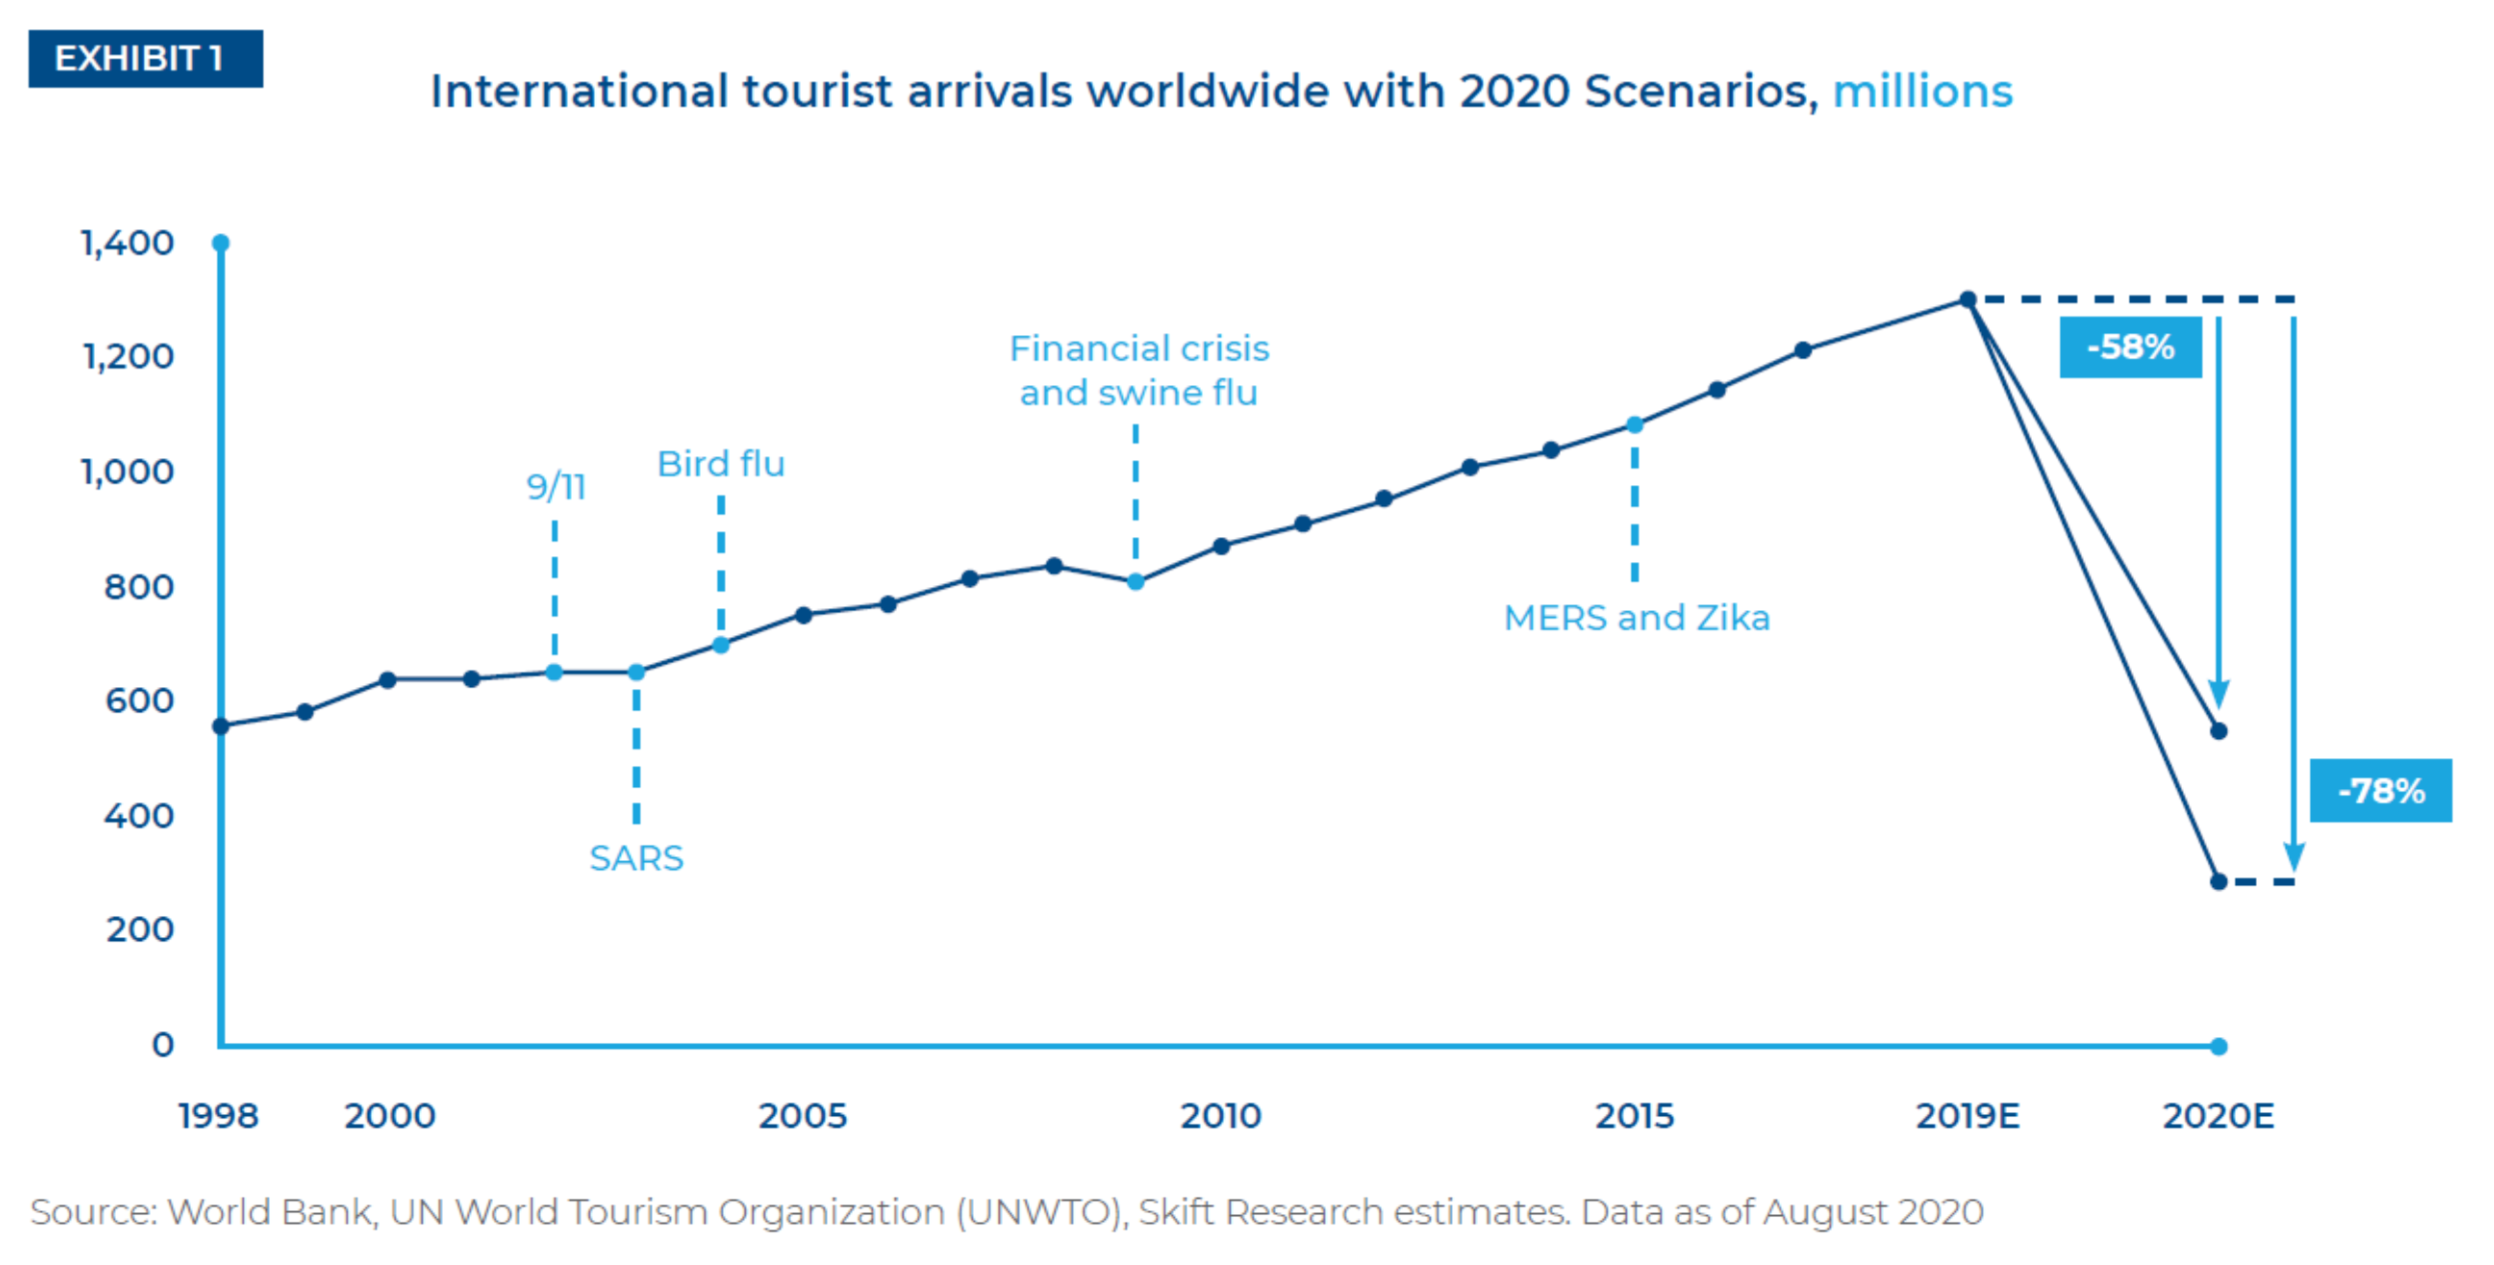 EXHIBIT 1
International tourist arrivals worldwide with 2020 Scenarios, millions
1,400
1,200
1,000
800
600
400
200
0
9/11
Bird flu
SARS
Financial crisis
and swine flu
MERS and Zika
-58%
-78%
1998
2000
2005
2010
2015
2019E
2020E
Source: World Bank, UN World Tourism Organization (UNWTO), Skift Research estimates. Data as of August 2020